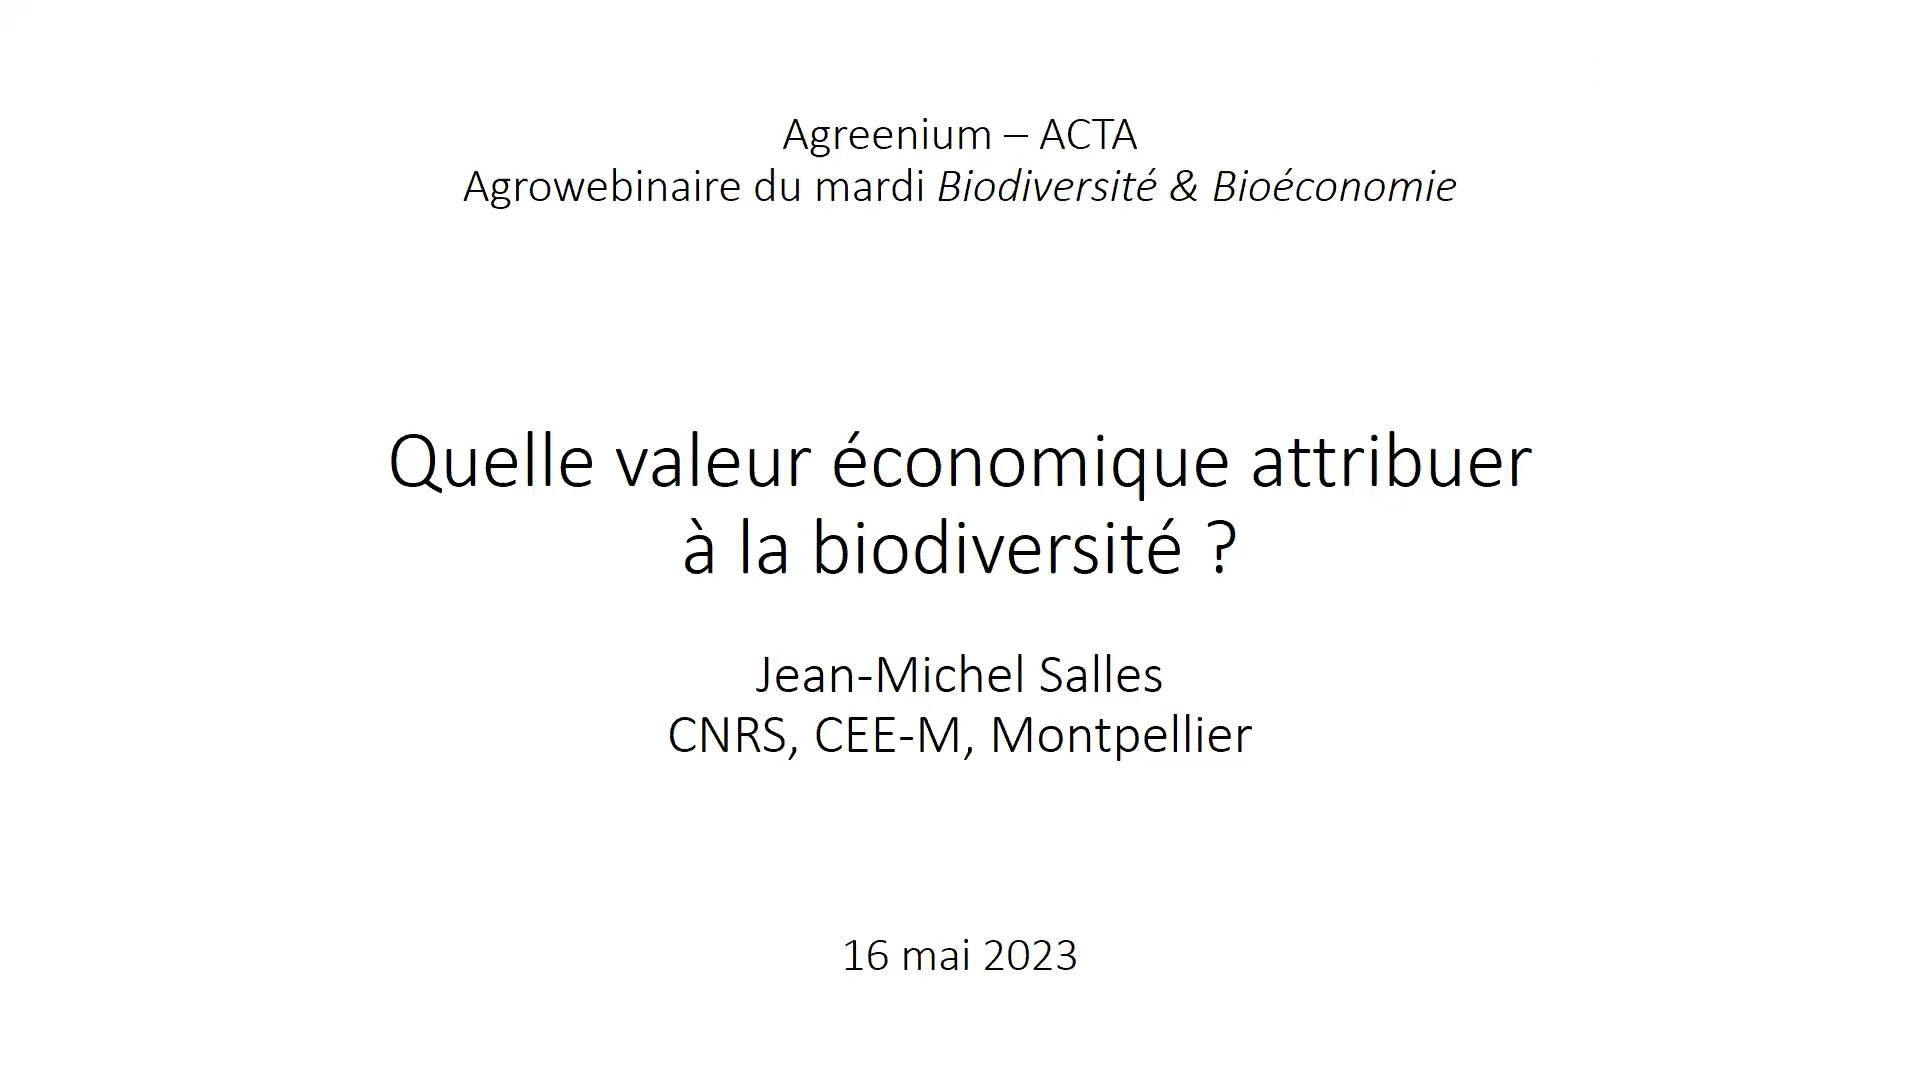 Agreenium – ACTA
Agrowebinaire du mardi Biodiversité & Bioéconomie
Quelle valeur économique attribuer
à la biodiversité ?
Jean-Michel Salles
CNRS, CEE-M, Montpellier
16 mai 2023